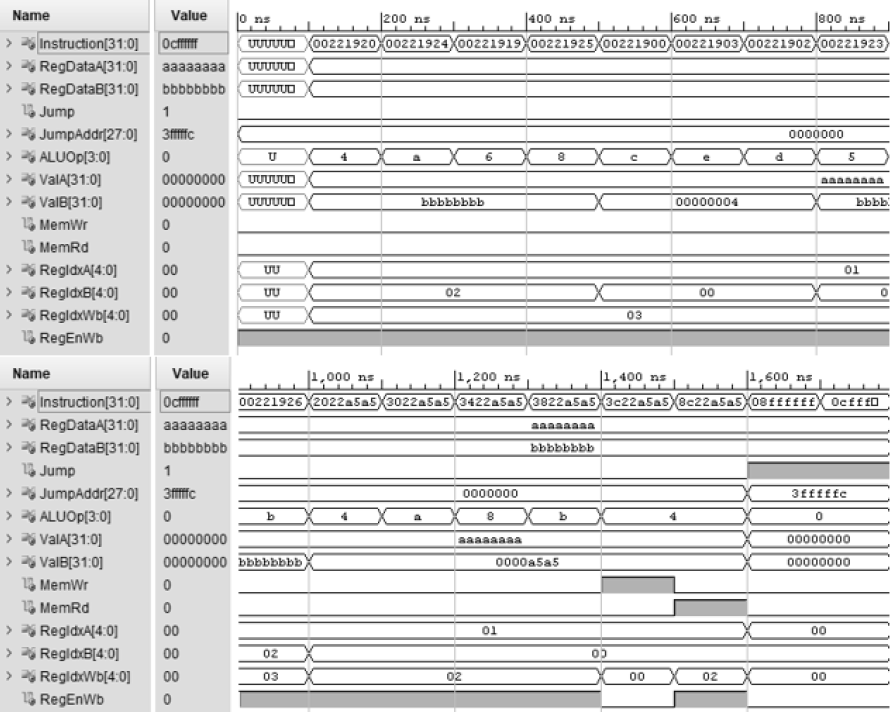 Name Value 0 ns 200 ns 400 ns 600 ns 800 ns
Instruction[31:0] 0cffffff UUUUUU 00221920 00221924 00221919 00221925 00221900 00221903 00221902 00221923
RegDataA[31:0] aaaaaaaa UUUUUU
RegDataB[31:0] bbbbbbbb UUUUUU
Jump 1
JumpAddr[27:0] 3fffffc 0000000
ALUOp[3:0] 0 U 4 a 6 8 c e d 5
ValA[31:0] 00000000 UUUUUU aaaaaaaa
ValB[31:0] 00000000 UUUUUU bbbbbbbb 00000004 bbbb
MemWr 0
MemRd 0
RegIdxA[4:0] 00 UU 01
RegIdxB[4:0] 00 UU 02 00 0
RegIdxWb[4:0] 00 UU 03
RegEnWb 0
Name Value 1,000 ns 1,200 ns 1,400 ns 1,600 ns
Instruction[31:0] 0cffffff 00221926 2022a5a5 3022a5a5 3422a5a5 3822a5a5 3c22a5a5 8c22a5a5 08ffffff 0cfff
RegDataA[31:0] aaaaaaaa aaaaaaaa
RegDataB[31:0] bbbbbbbb bbbbbbbb
Jump 1
JumpAddr[27:0] 3fffffc 0000000 3fffffc
ALUOp[3:0] 0 b 4 a 8 b 4 0
ValA[31:0] 00000000 aaaaaaaa 00000000
ValB[31:0] 00000000 bbbbbbbb 0000a5a5 00000000
MemWr 0
MemRd 0
RegIdxA[4:0] 00 01 00
RegIdxB[4:0] 00 02 00
RegIdxWb[4:0] 00 03 02 00 02 00
RegEnWb 0